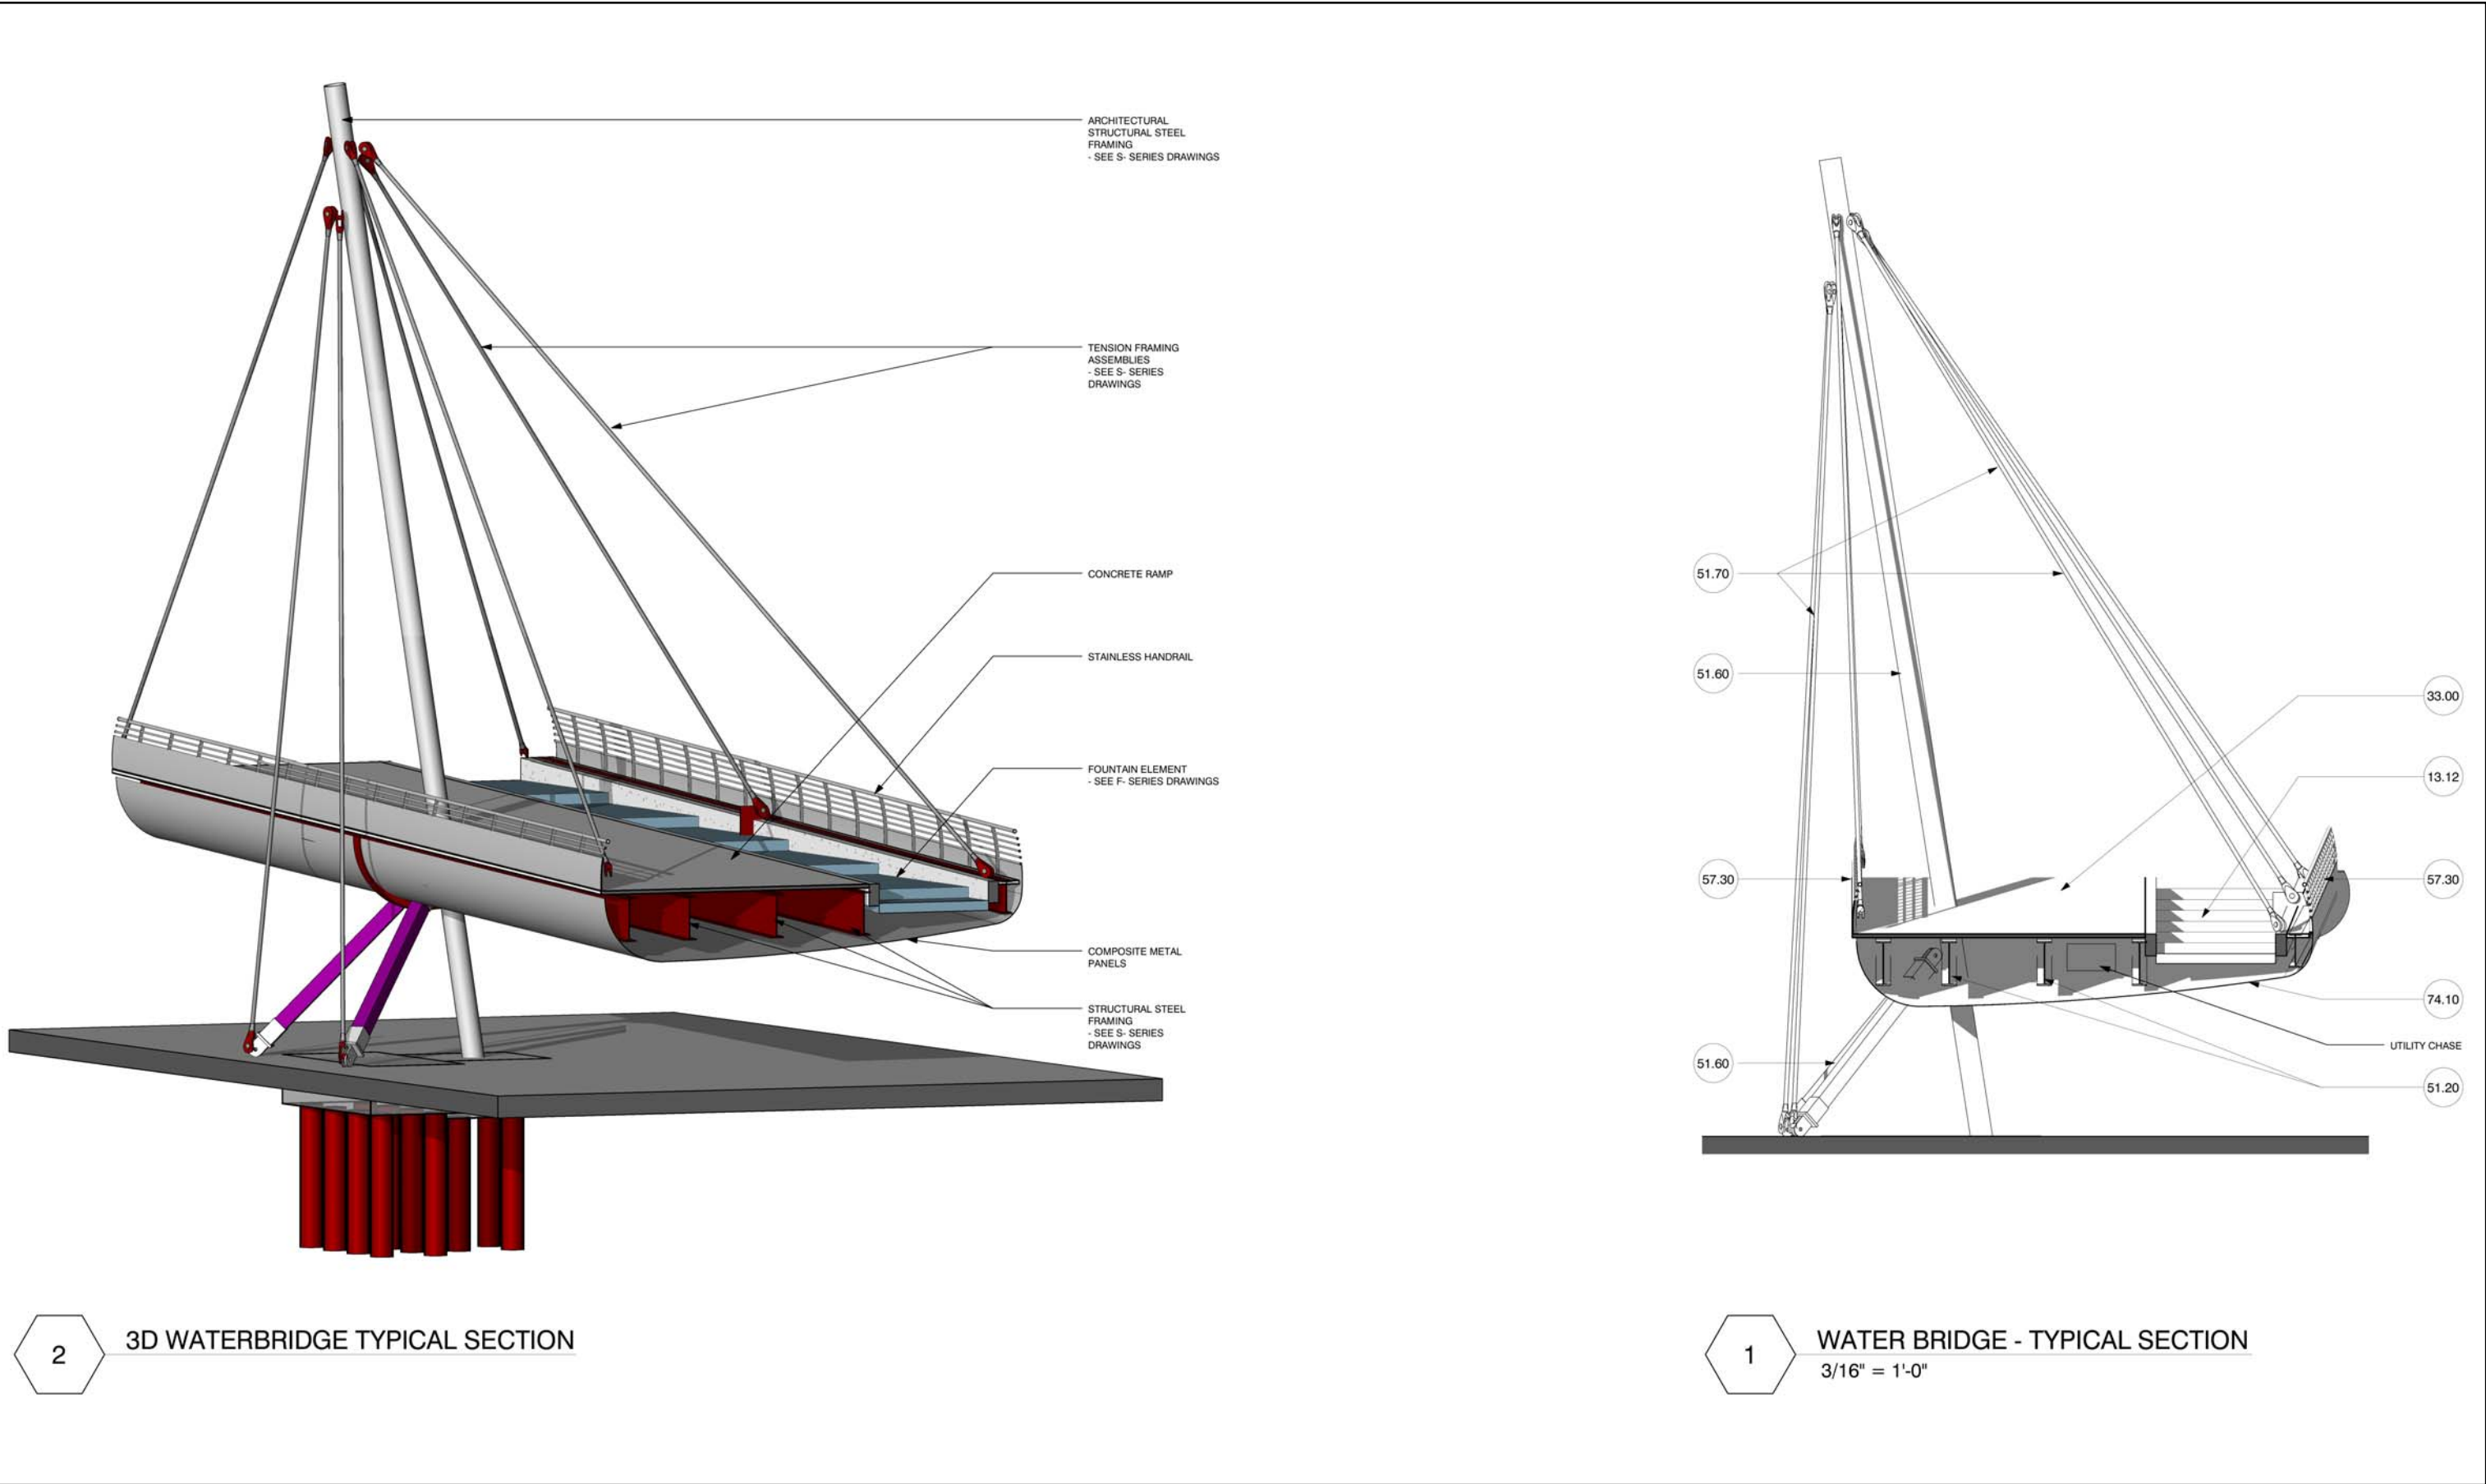 ARCHITECTURAL
STRUCTURAL STEEL
FRAMING
- SEE S- SERIES DRAWINGS
TENSION FRAMING
ASSEMBLIES
- SEE S- SERIES
DRAWINGS
CONCRETE RAMP
STAINLESS HANDRAIL
FOUNTAIN ELEMENT
- SEE F- SERIES DRAWINGS
COMPOSITE METAL
PANELS
STRUCTURAL STEEL
FRAMING
- SEE S- SERIES
DRAWINGS
2
3D WATERBRIDGE TYPICAL SECTION
51.70
51.60
57.30
51.60
33.00
13.12
57.30
74.10
UTILITY CHASE
51.20
1
WATER BRIDGE - TYPICAL SECTION
3/16" = 1'-0"